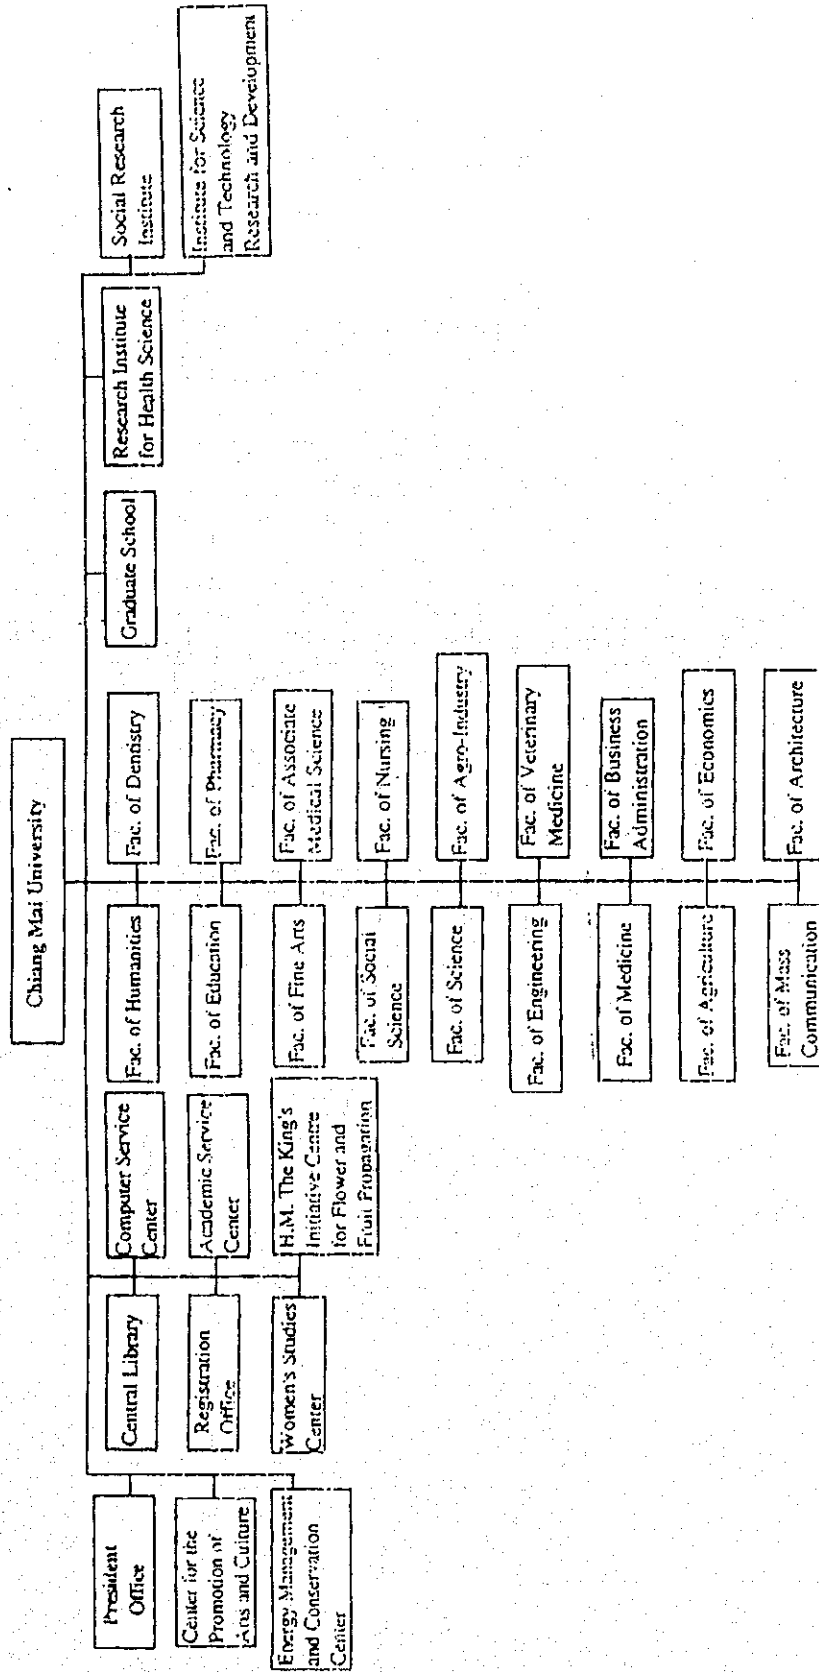 Chiang Mai University
President
Office
Center for the
Promotion of
Arts and Culture
Energy Management
and Conservation
Center
Central Library
Computer Service
Center
Registration
Office
Academic Service
Center
Women's Studies
Center
H.M. The King's
Initiative Centre
for Flower and
Fruit Propagation
Fac. of Humanities
Fac. of Dentistry
Fac. of Education
Fac. of Pharmacy
Fac. of Fine Arts
Fac. of Associate
Medical Science
Fac. of Social
Science
Fac. of Nursing
Fac. of Science
Fac. of Agro-Industry
Fac. of Engineering
Fac. of Veterinary
Medicine
Fac. of Medicine
Fac. of Business
Administration
Fac. of Agriculture
Fac. of Economics
Fac. of Mass
Communication
Fac. of Architecture
Graduate School
Research Institute
for Health Science
Social Research
Institute
Institute for Science
and Technology
Research and Development